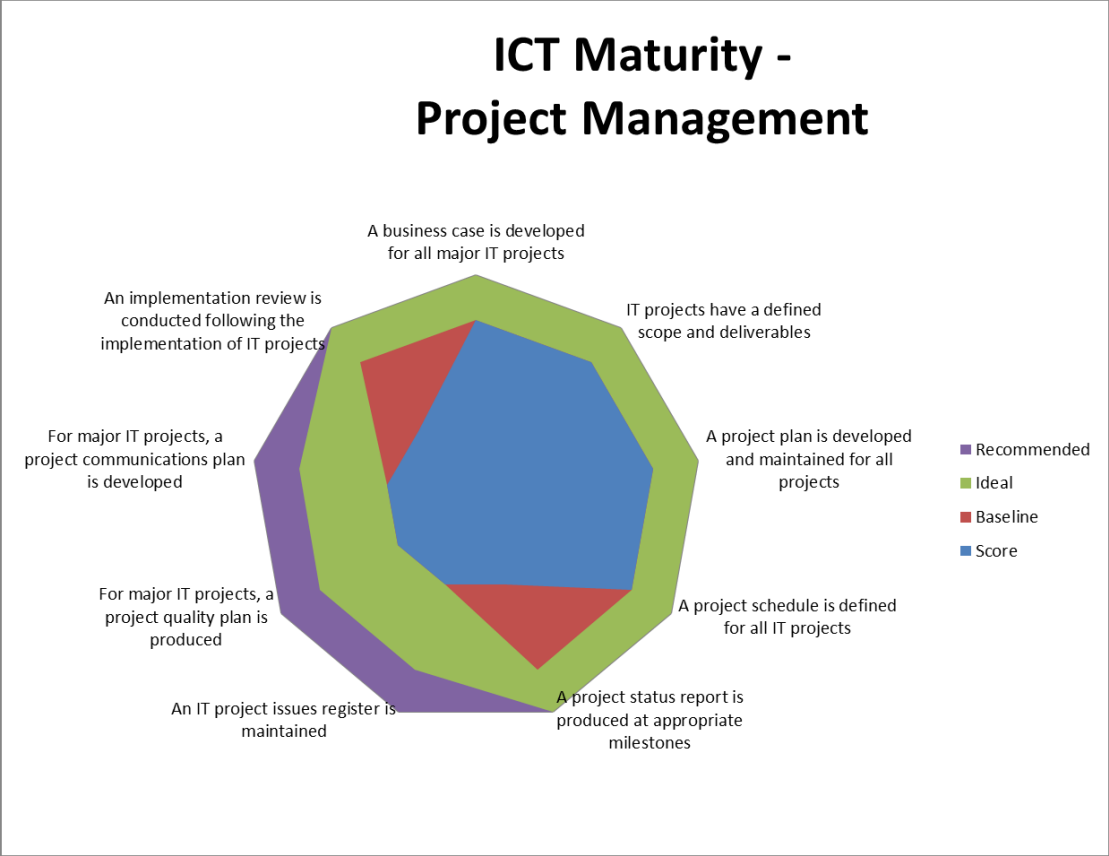 ICT Maturity -
Project Management
A business case is developed
for all major IT projects
IT projects have a defined
scope and deliverables
A project plan is developed
and maintained for all
projects
A project schedule is defined
for all IT projects
A project status report is
produced at appropriate
milestones
An IT project issues register is
maintained
For major IT projects, a
project quality plan is
produced
For major IT projects, a
project communications plan
is developed
An implementation review is
conducted following the
implementation of IT projects
Recommended
Ideal
Baseline
Score